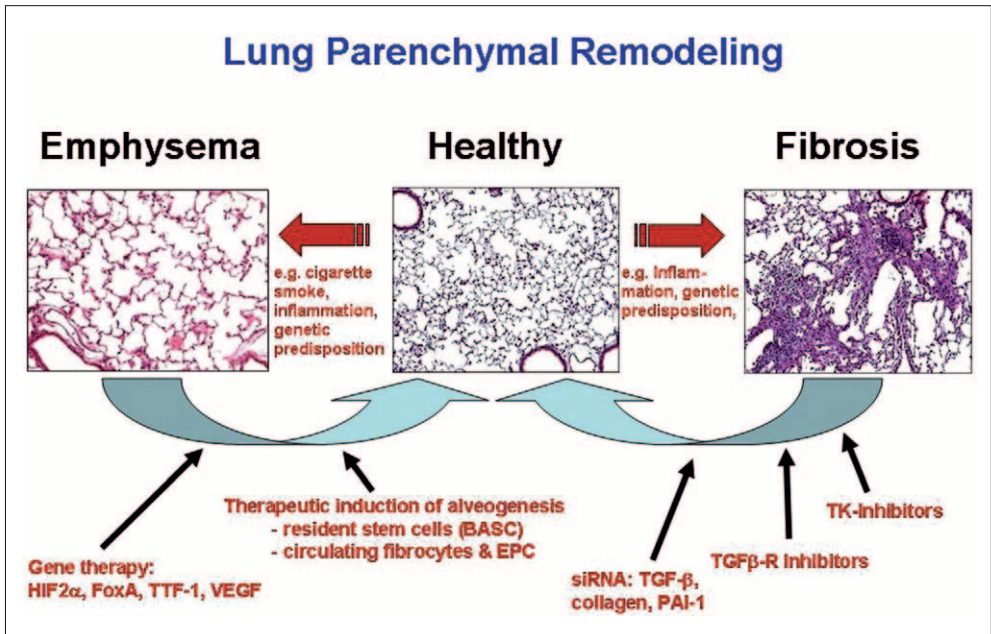 Lung Parenchymal Remodeling
Emphysema
Healthy
Fibrosis
e.g. cigarette
smoke,
inflammation,
genetic
predisposition
e.g. Inflam-
mation, genetic
predisposition,
Therapeutic induction of alveogenesis
- resident stem cells (BASC)
- circulating fibrocytes & EPC
Gene therapy:
HIF2α, FoxA, TTF-1, VEGF
siRNA: TGF-β,
collagen, PAI-1
TGFβ-R Inhibitors
TK-Inhibitors